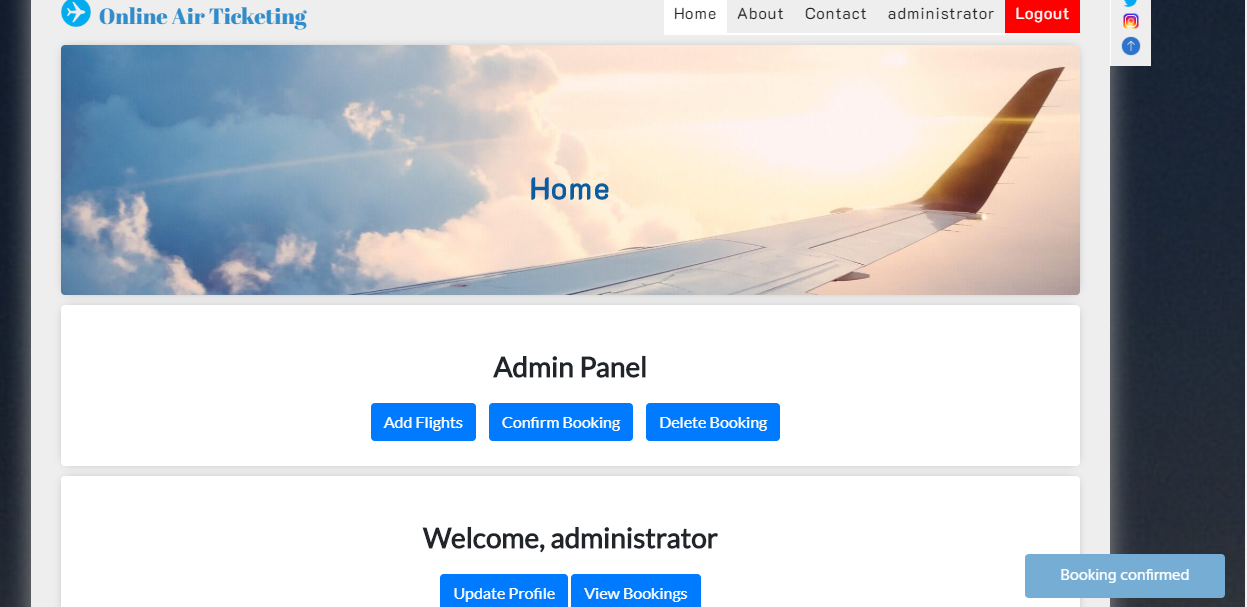 Online Air Ticketing
Home About Contact administrator Logout
Home
Admin Panel
Add Flights Confirm Booking Delete Booking
Welcome, administrator
Update Profile View Bookings
Booking confirmed